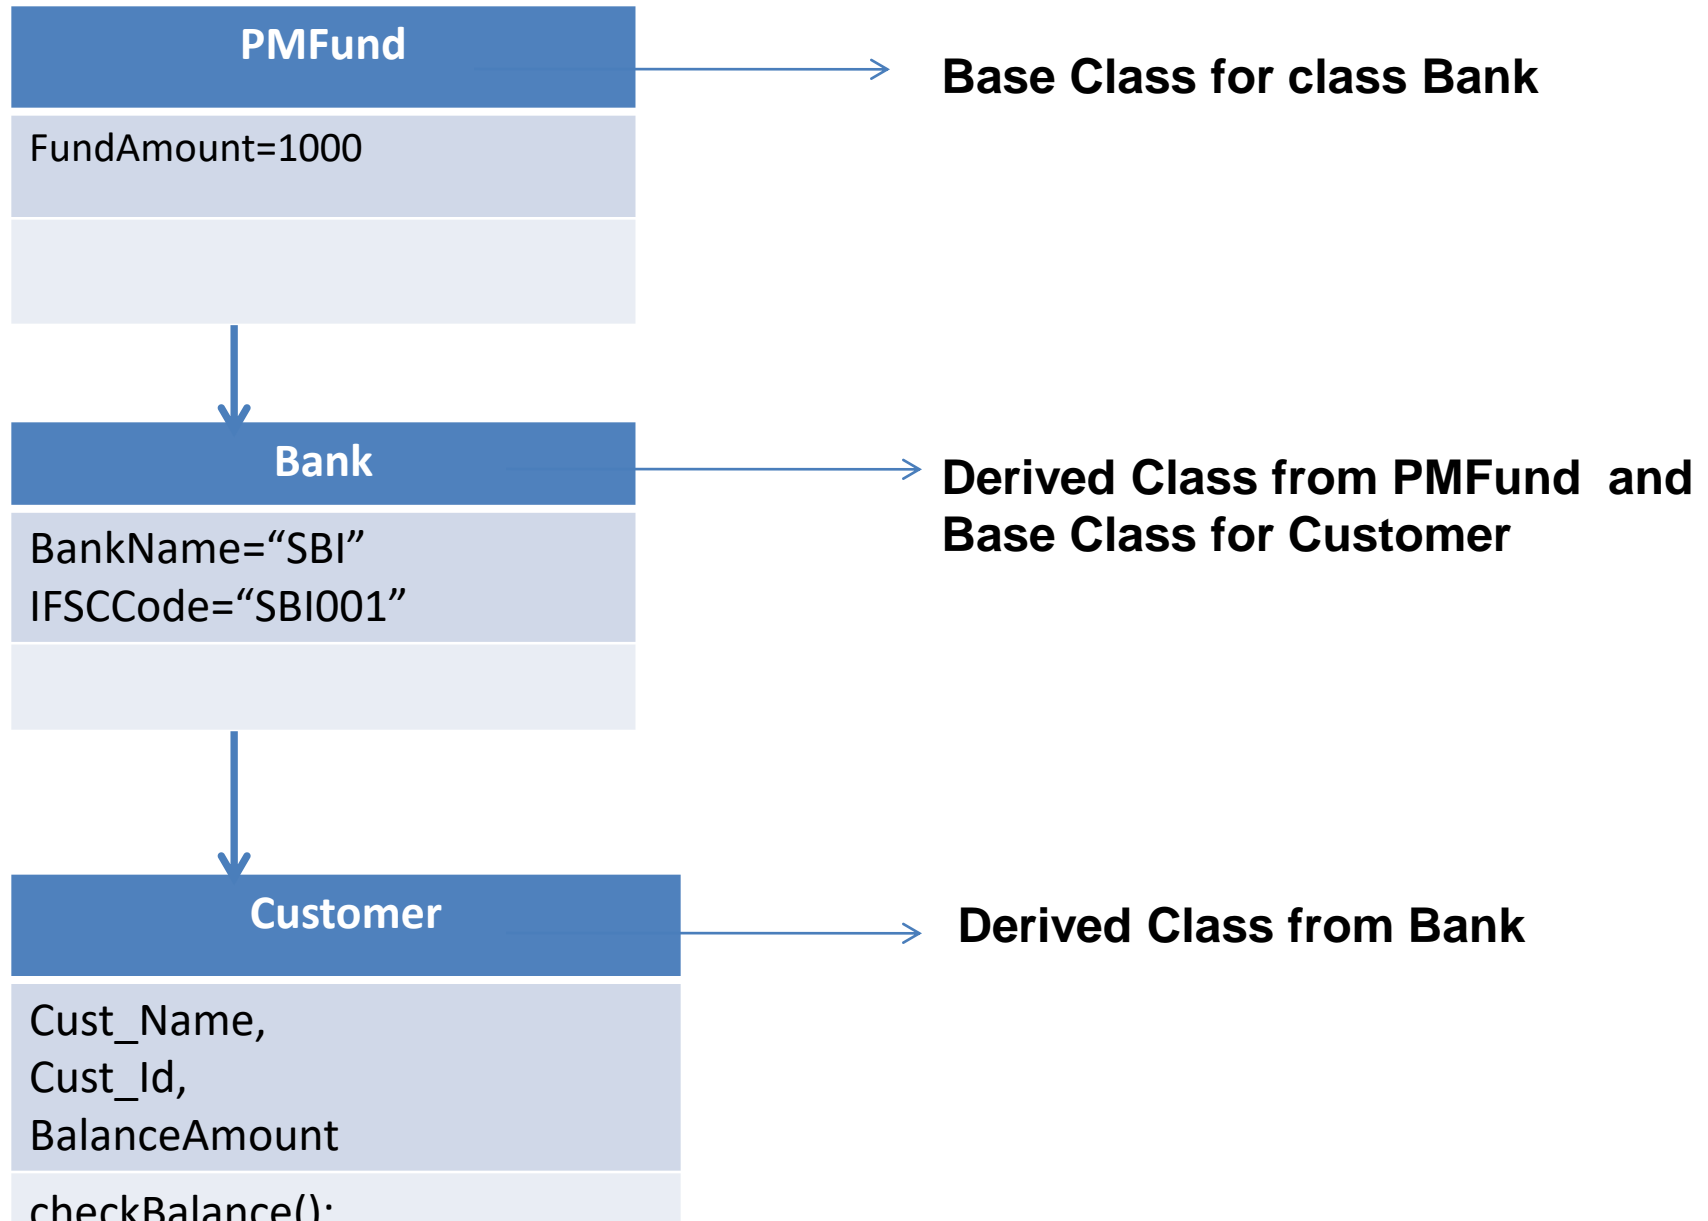 PMFund
Base Class for class Bank
FundAmount=1000
Bank
Derived Class from PMFund and
Base Class for Customer
BankName=“SBI”
IFSCCode=“SBI001”
Customer
Derived Class from Bank
Cust_Name,
Cust_Id,
BalanceAmount
checkBalance();